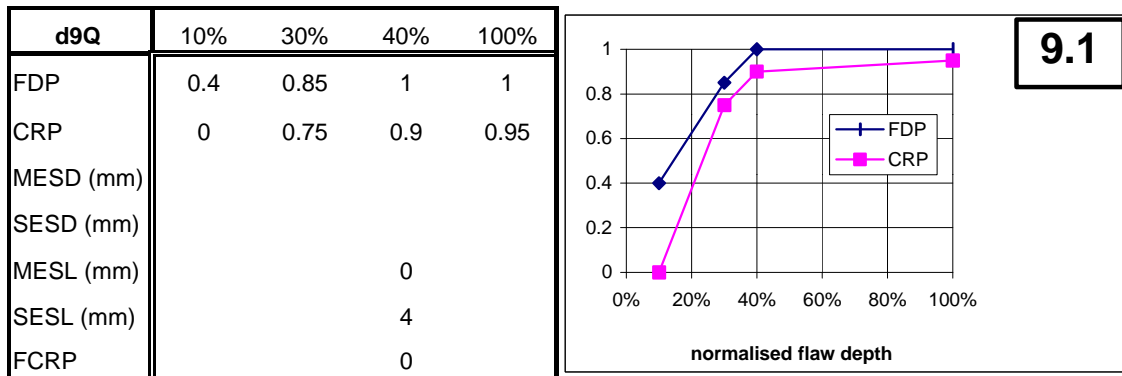 d9Q 10% 30% 40% 100%
FDP 0.4 0.85 1 1
CRP 0 0.75 0.9 0.95
MESD (mm)
SESD (mm)
MESL (mm) 0
SESL (mm) 4
FCRP 0
9.1
1
0.8
0.6
0.4
0.2
0
0% 20% 40% 60% 80% 100%
FDP
CRP
normalised flaw depth